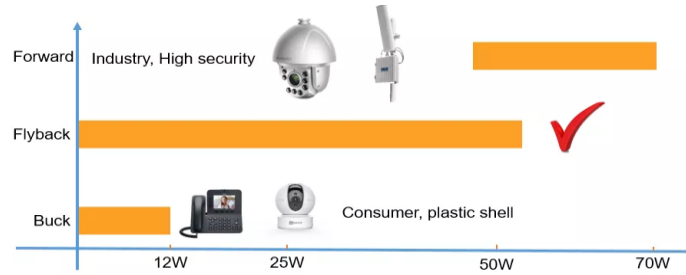 Forward
Industry, High security
Flyback
Buck
Consumer, plastic shell
12W
25W
50W
70W